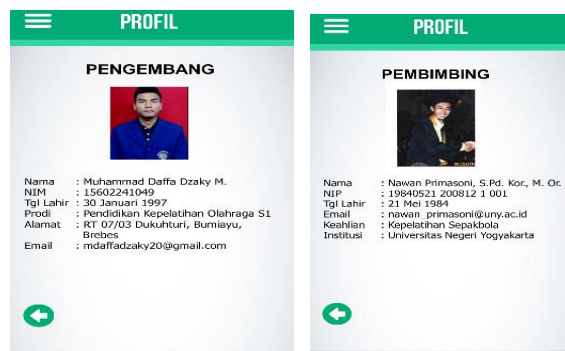 PROFIL
PENGEMBANG
Nama : Muhammad Daffa Dzaky M.
NIM : 15602241049
Tgl Lahir : 30 Januari 1997
Prodi : Pendidikan Kepelatihan Olahraga S1
Alamat : RT 07/03 Dukuhturi, Bumiayu,
Brebes
Email : mdaffadzaky20@gmail.com
PROFIL
PEMBIMBING
Nama : Nawan Primasoni, S.Pd. Kor., M. Or.
NIP : 19840521 200812 1 001
Tgl Lahir : 21 Mei 1984
Email : nawan_primasoni@uny.ac.id
Keahlian : Kepelatihan Sepakbola
Institusi : Universitas Negeri Yogyakarta